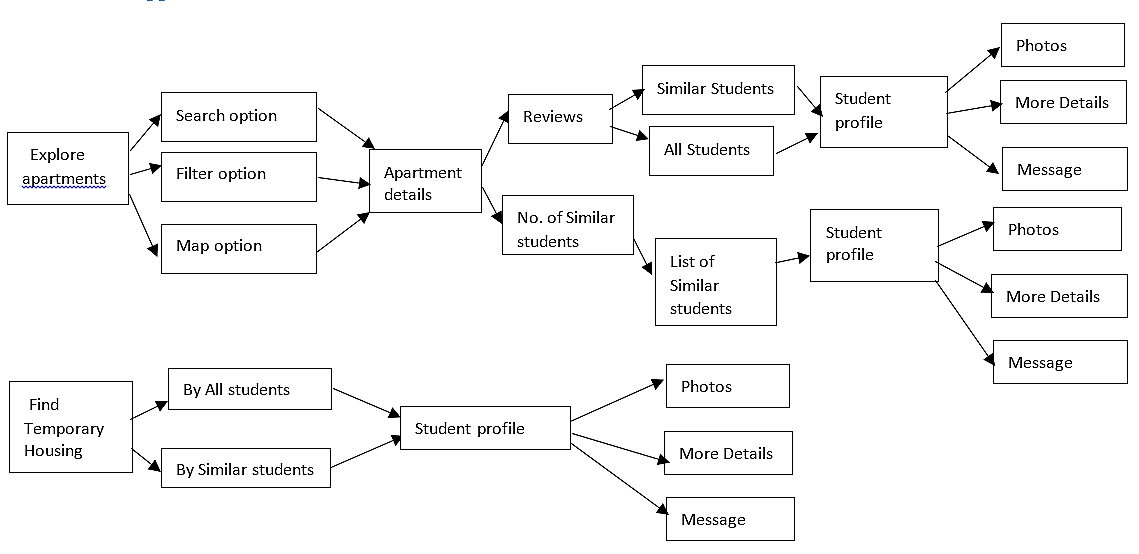 Explore
apartments
Search option
Filter option
Map option
Apartment
details
Reviews
No. of Similar
students
Similar Students
All Students
List of
Similar
students
Student
profile
Photos
More Details
Message
Student
profile
Photos
More Details
Message
Find
Temporary
Housing
By All students
By Similar students
Student profile
Photos
More Details
Message